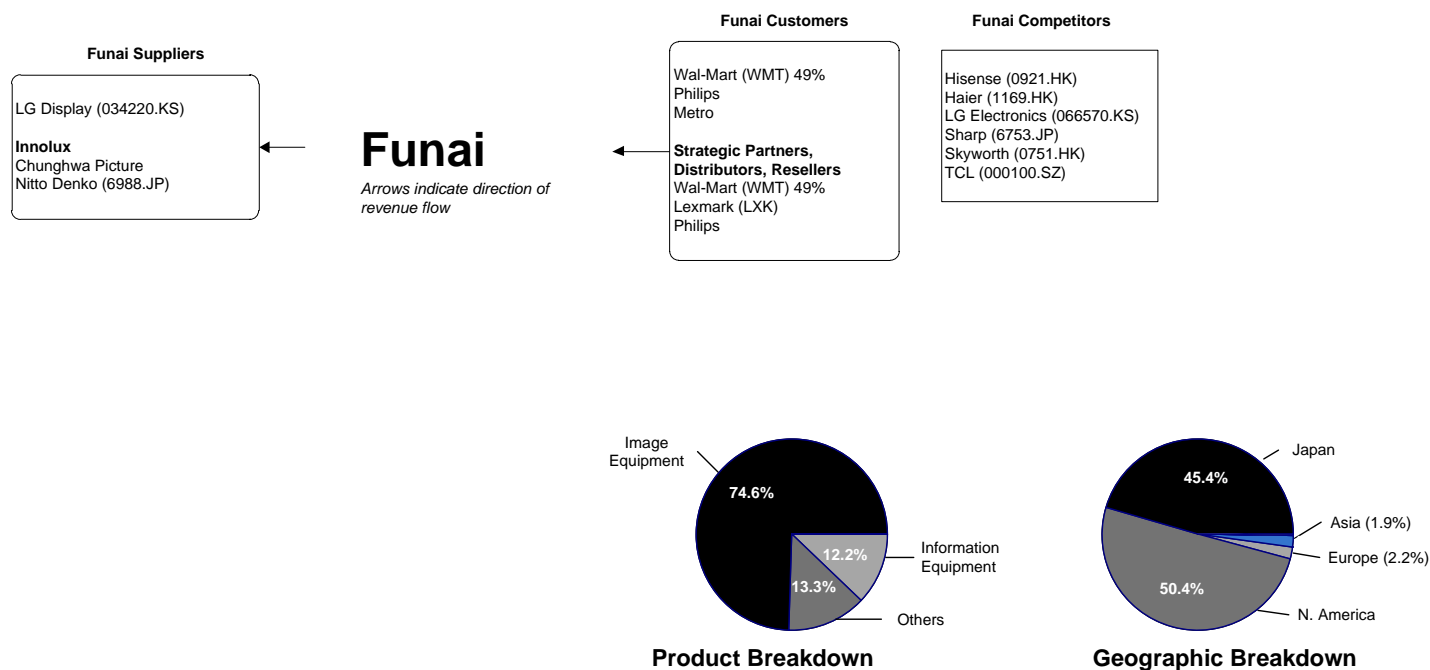 Funai Suppliers
LG Display (034220.KS)
Innolux
Chunghwa Picture
Nitto Denko (6988.JP)
Funai
Arrows indicate direction of
revenue flow
Funai Customers
Wal-Mart (WMT) 49%
Philips
Metro
Strategic Partners,
Distributors, Resellers
Wal-Mart (WMT) 49%
Lexmark (LXK)
Philips
Funai Competitors
Hisense (0921.HK)
Haier (1169.HK)
LG Electronics (066570.KS)
Sharp (6753.JP)
Skyworth (0751.HK)
TCL (000100.SZ)
Image
Equipment
74.6%
12.2%
Information
Equipment
13.3%
Others
Product Breakdown
Japan
45.4%
Asia (1.9%)
Europe (2.2%)
50.4%
N. America
Geographic Breakdown